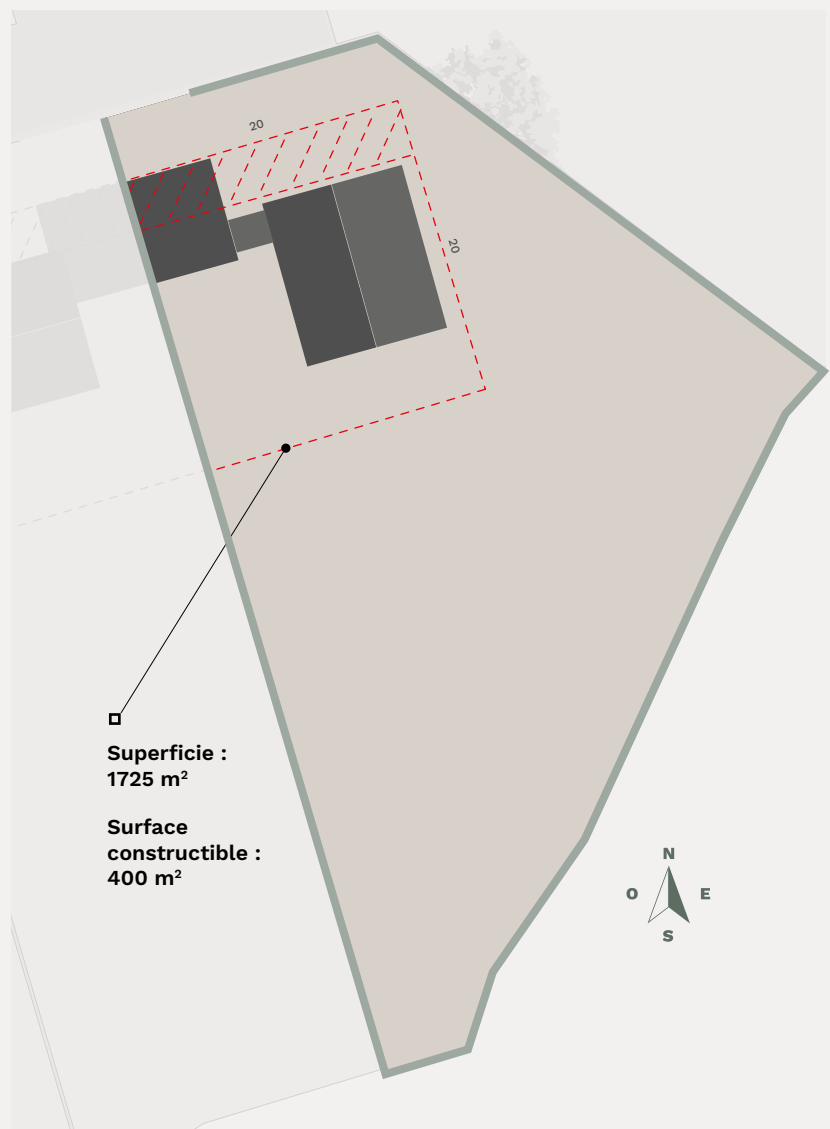 20
20
Superficie :
1725 m²
Surface
constructible :
400 m²
N
O E
S